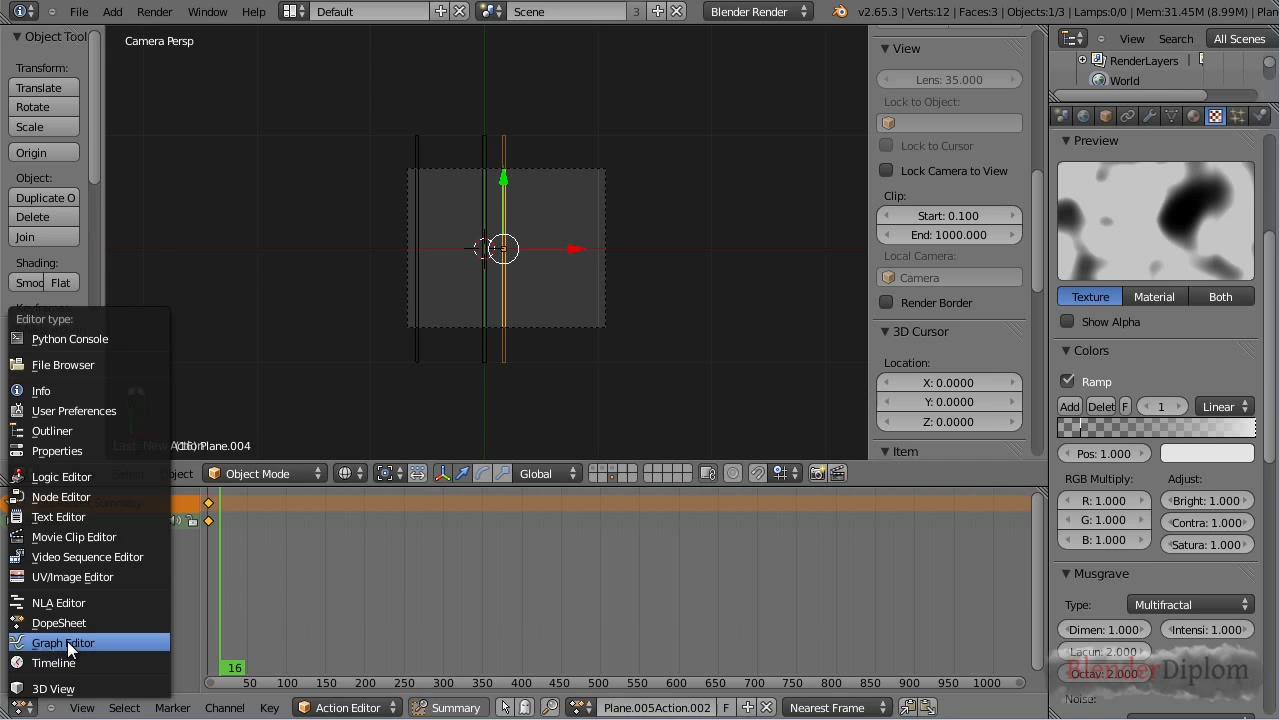 File Add Render Window Help Default Scene 3 Blender Render v2.65.3 | Verts:12 | Faces:3 | Objects:1/3 | Lamps:0/0 | Mem:31.45M (8.99M) | Plan
Object Tool
Transform:
Translate
Rotate
Scale
Origin
Object:
Duplicate O
Delete
Join
Shading:
Smoo Flat
Editor type:
Python Console
File Browser
Info
User Preferences
Outliner
Properties
Logic Editor
Node Editor
Text Editor
Movie Clip Editor
Video Sequence Editor
UV/Image Editor
NLA Editor
DopeSheet
Graph Editor
Timeline
3D View
Camera Persp
(16) Plane.004
Select Object Object Mode Global
16
50 100 150 200 250 300 350 400 450 500 550 600 650 700 750 800 850 900 950 1000
View Select Marker Channel Key Action Editor Summary Plane.005Action.002 F Nearest Frame
View
Lens: 35.000
Lock to Object:
Lock to Cursor
Lock Camera to View
Clip:
Start: 0.100
End: 1000.000
Local Camera:
Camera
Render Border
3D Cursor
Location:
X: 0.0000
Y: 0.0000
Z: 0.0000
Item
View Search All Scenes
RenderLayers |
World
Preview
Texture Material Both
Show Alpha
Colors
Ramp
Add Delet F 1 Linear
Pos: 1.000
RGB Multiply: Adjust:
R: 1.000 Bright: 1.000
G: 1.000 Contra: 1.000
B: 1.000 Satura: 1.000
Musgrave
Type: Multifractal
Dimen: 1.000 Intensi: 1.000
Lacun: 2.000
Octav: 2.000
Noise:
BlenderDiplom